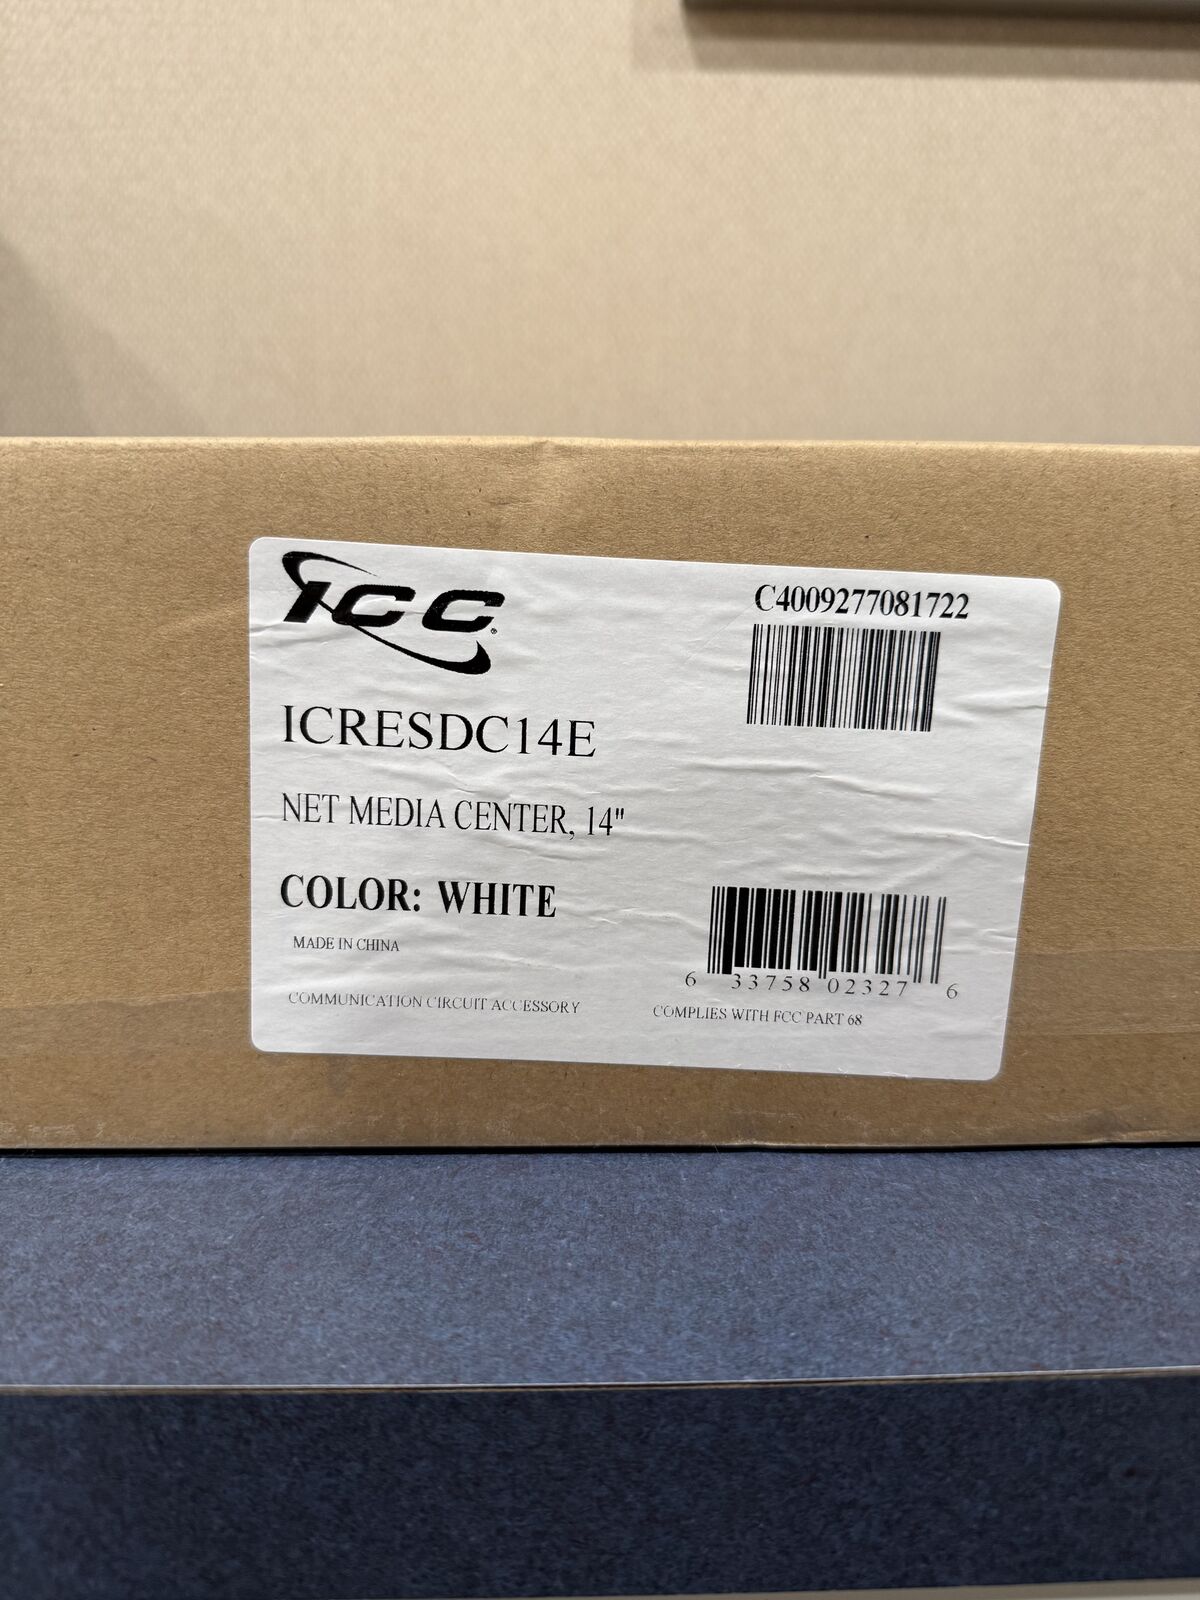 ICC®
C4009277081722
ICRESDC14E
NET MEDIA CENTER, 14"
COLOR: WHITE
MADE IN CHINA
6 33758 02327 6
COMMUNICATION CIRCUIT ACCESSORY
COMPLIES WITH FCC PART 68